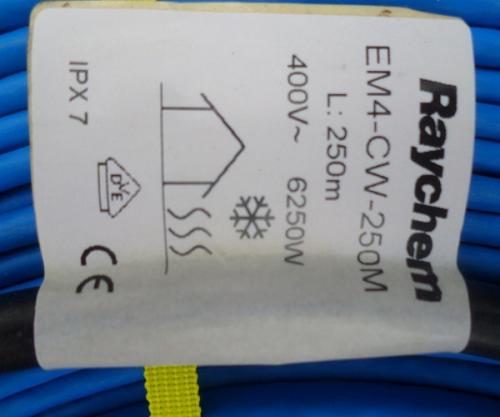 Raychem
EM4-CW-250M
L: 250m
400V~ 6250W
IPX 7
DVE
CE